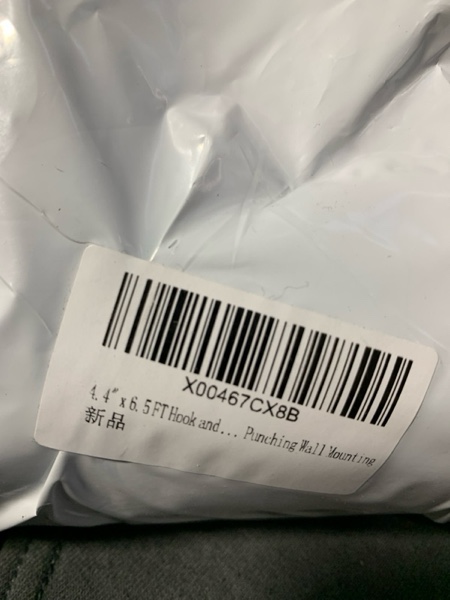 X00467CX8B
4.4" x 6.5 FT Hook and... Punching Wall Mounting
新品